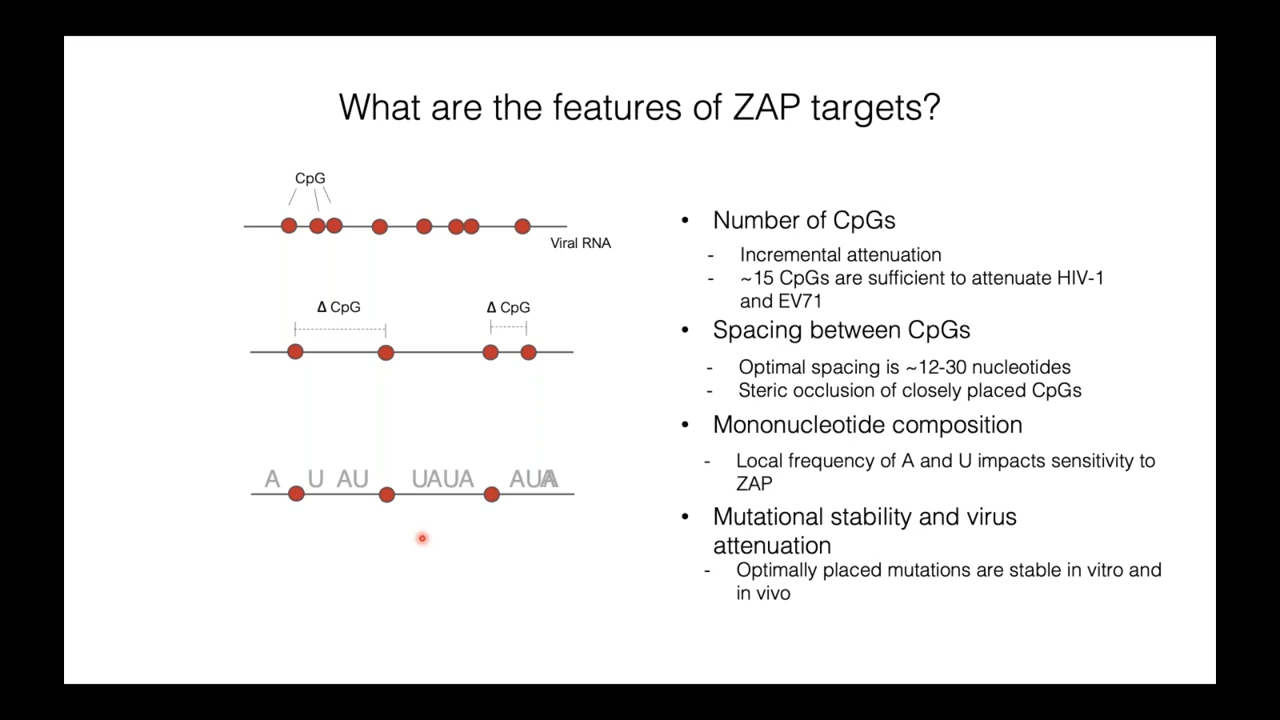 What are the features of ZAP targets?
CpG
Viral RNA
Δ CpG
Δ CpG
A U AU UAUA AUAA
• Number of CpGs
- Incremental attenuation
- ~15 CpGs are sufficient to attenuate HIV-1
and EV71
• Spacing between CpGs
- Optimal spacing is ~12-30 nucleotides
- Steric occlusion of closely placed CpGs
• Mononucleotide composition
- Local frequency of A and U impacts sensitivity to
ZAP
• Mutational stability and virus
attenuation
- Optimally placed mutations are stable in vitro and
in vivo